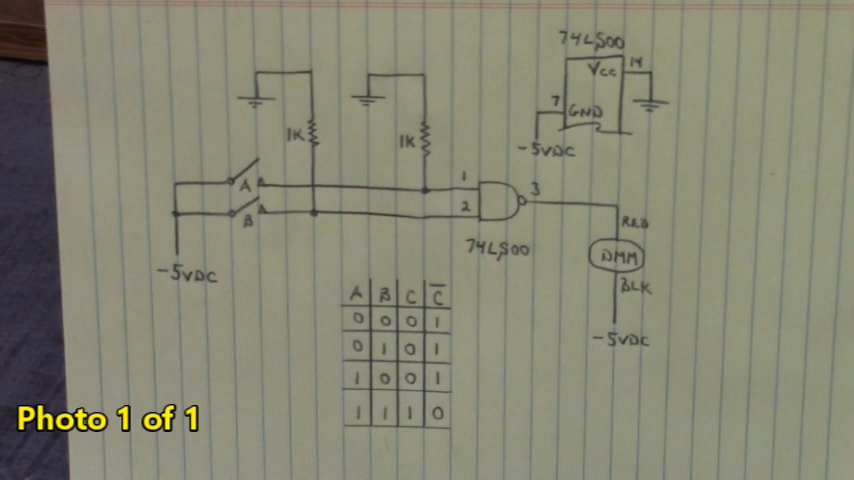 74LS00
Vcc 14
7 GND
-5VDC
1K
1K
A
1
3
B
2
RED
74LS00
DMM
-5VDC
BLK
-5VDC
A B C C̅
0 0 0 1
0 1 0 1
1 0 0 1
1 1 1 0
Photo 1 of 1